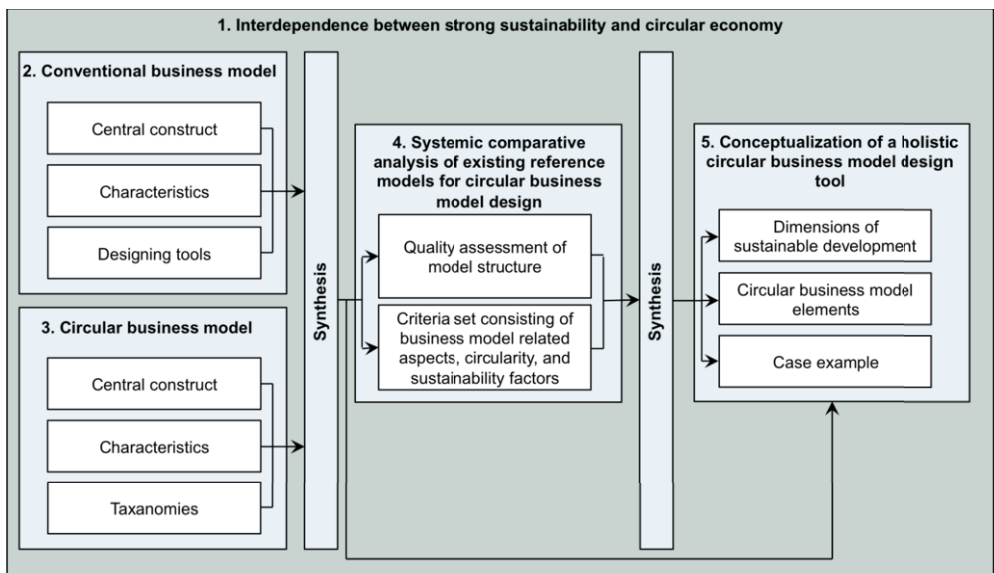 1. Interdependence between strong sustainability and circular economy
2. Conventional business model
Central construct
Characteristics
Designing tools
3. Circular business model
Central construct
Characteristics
Taxanomies
Synthesis
4. Systemic comparative
analysis of existing reference
models for circular business
model design
Quality assessment of
model structure
Criteria set consisting of
business model related
aspects, circularity, and
sustainability factors
Synthesis
5. Conceptualization of a holistic
circular business model design
tool
Dimensions of
sustainable development
Circular business model
elements
Case example